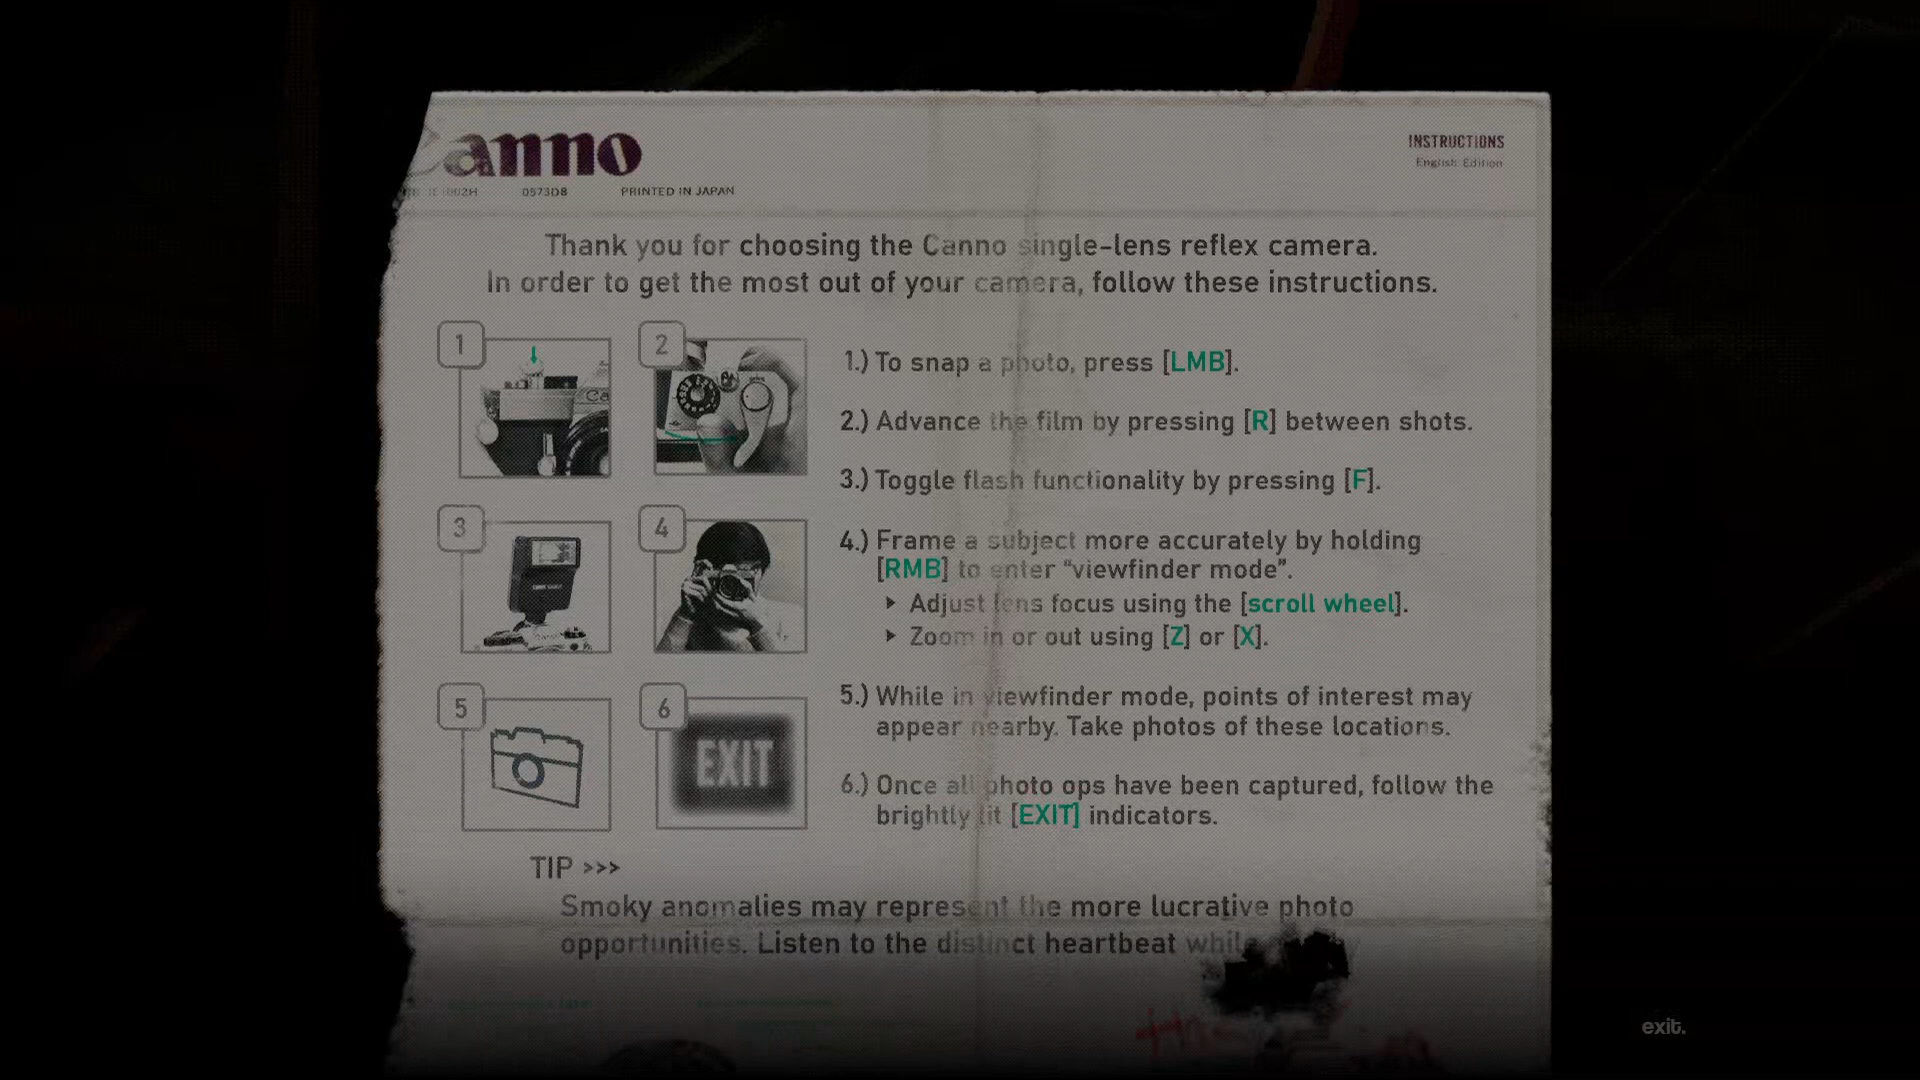 anno
INSTRUCTIONS
English Edition
0573D8 PRINTED IN JAPAN
Thank you for choosing the Canno single-lens reflex camera.
In order to get the most out of your camera, follow these instructions.
1
2
3
4
5
6
EXIT
1.) To snap a photo, press [LMB].
2.) Advance the film by pressing [R] between shots.
3.) Toggle flash functionality by pressing [F].
4.) Frame a subject more accurately by holding
[RMB] to enter “viewfinder mode”.
▸ Adjust lens focus using the [scroll wheel].
▸ Zoom in or out using [Z] or [X].
5.) While in viewfinder mode, points of interest may
appear nearby. Take photos of these locations.
6.) Once all photo ops have been captured, follow the
brightly lit [EXIT] indicators.
TIP >>>
Smoky anomalies may represent the more lucrative photo
opportunities. Listen to the distinct heartbeat while
exit.